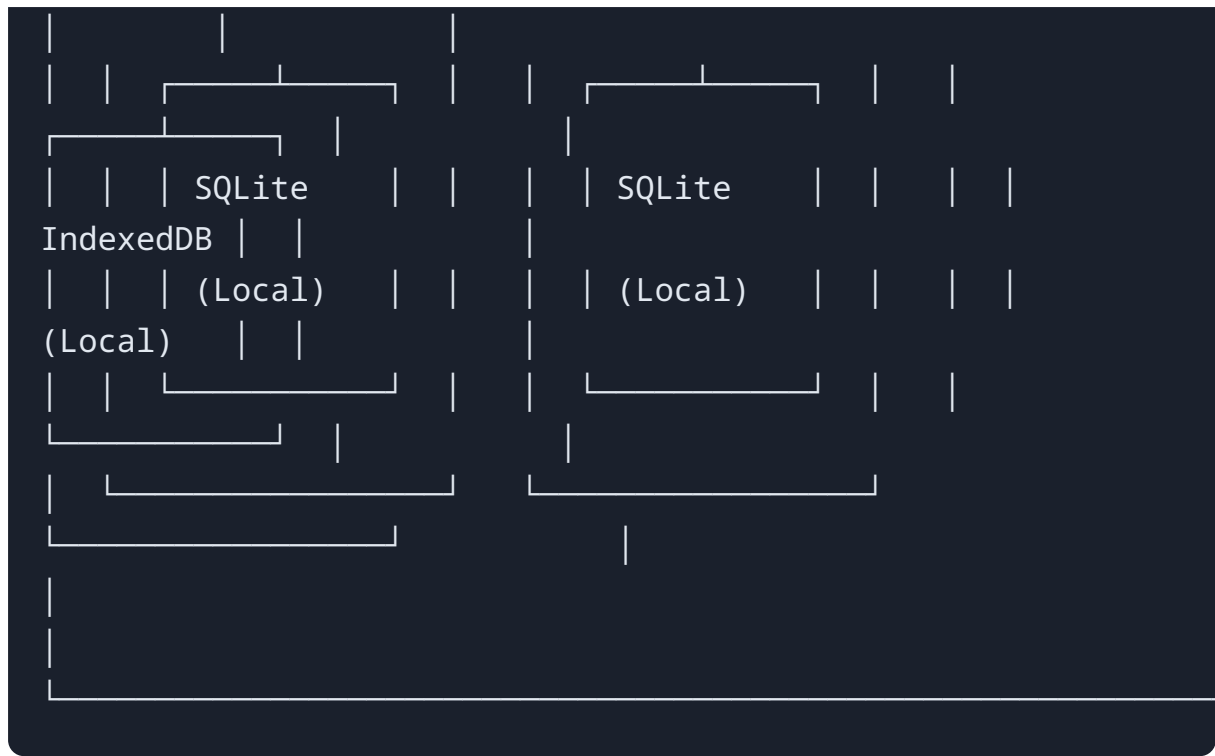 │        │           │
│  │  ┌─────┴─────┐  │   │  ┌─────┴─────┐  │   │
┌─────┴─────┐  │           │
│  │  │ SQLite    │  │   │  │ SQLite    │  │   │  │
IndexedDB │  │           │
│  │  │ (Local)   │  │   │  │ (Local)   │  │   │  │
(Local)   │  │           │
│  │  └───────────┘  │   │  └───────────┘  │   │
└───────────┘  │           │
│  └─────────────────┘   └─────────────────┘
└─────────────────┘           │
│
│
└────────────────────────────────────────────────────────────